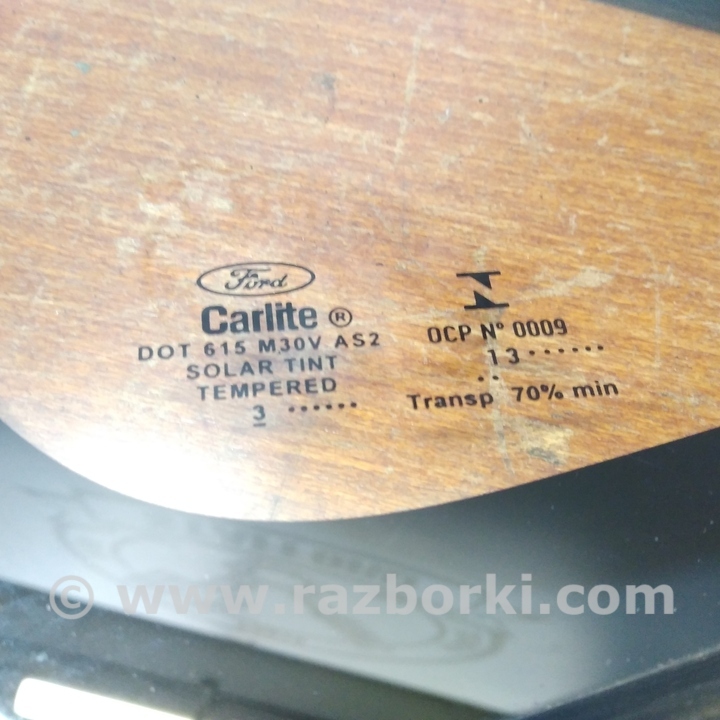 Ford
Carlite ®
DOT 615 M30V AS2
SOLAR TINT
TEMPERED
3 ......
OCP Nº 0009
13......
..
Transp 70% min
© www.razborki.com